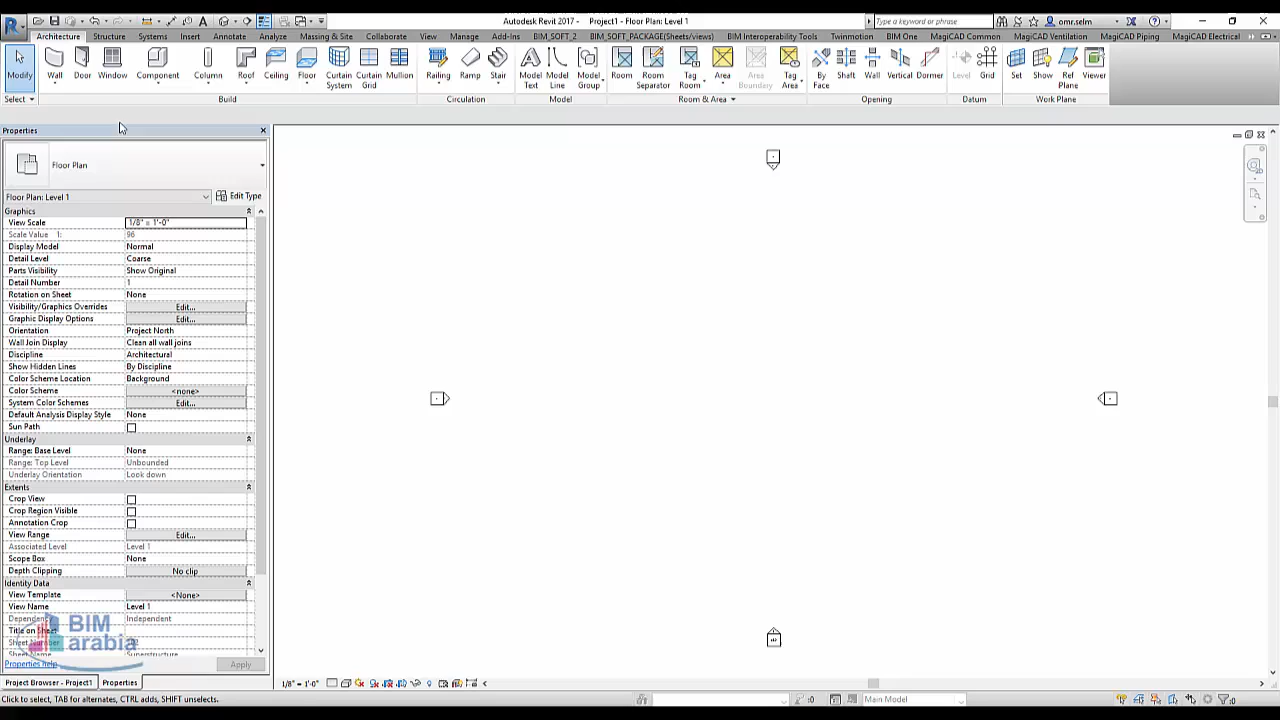 Autodesk Revit 2017 - Project1 - Floor Plan: Level 1
Type a keyword or phrase
omr.selm
Architecture Structure Systems Insert Annotate Analyze Massing & Site Collaborate View Manage Add-Ins BIM_SOFT_2 BIM_SOFT_PACKAGE(Sheets/views) BIM Interoperability Tools Twinmotion BIM One MagiCAD Common MagiCAD Ventilation MagiCAD Piping MagiCAD Electrical
Modify Wall Door Window Component Column Roof Ceiling Floor Curtain System Curtain Grid Mullion Railing Ramp Stair Model Text Model Line Model Group Room Room Separator Tag Room Area Area Boundary Tag Area By Face Shaft Wall Vertical Dormer Level Grid Set Show Ref Plane Viewer
Select Build Circulation Model Room & Area Opening Datum Work Plane
Properties
Floor Plan
Floor Plan: Level 1 Edit Type
Graphics
View Scale 1/8" = 1'-0"
Scale Value 1: 96
Display Model Normal
Detail Level Coarse
Parts Visibility Show Original
Detail Number 1
Rotation on Sheet None
Visibility/Graphics Overrides Edit...
Graphic Display Options Edit...
Orientation Project North
Wall Join Display Clean all wall joins
Discipline Architectural
Show Hidden Lines By Discipline
Color Scheme Location Background
Color Scheme <none>
System Color Schemes Edit...
Default Analysis Display Style None
Sun Path
Underlay
Range: Base Level None
Range: Top Level Unbounded
Underlay Orientation Look down
Extents
Crop View
Crop Region Visible
Annotation Crop
View Range Edit...
Associated Level Level 1
Scope Box None
Depth Clipping No clip
Identity Data
View Template <None>
View Name Level 1
Dependency Independent
Title on Sheet
Sheet Number
Sheet Name Superstructure
BIM
arabia
Properties help Apply
Project Browser - Project1 Properties
1/8" = 1'-0"
Click to select, TAB for alternates, CTRL adds, SHIFT unselects.
:0 Main Model :0